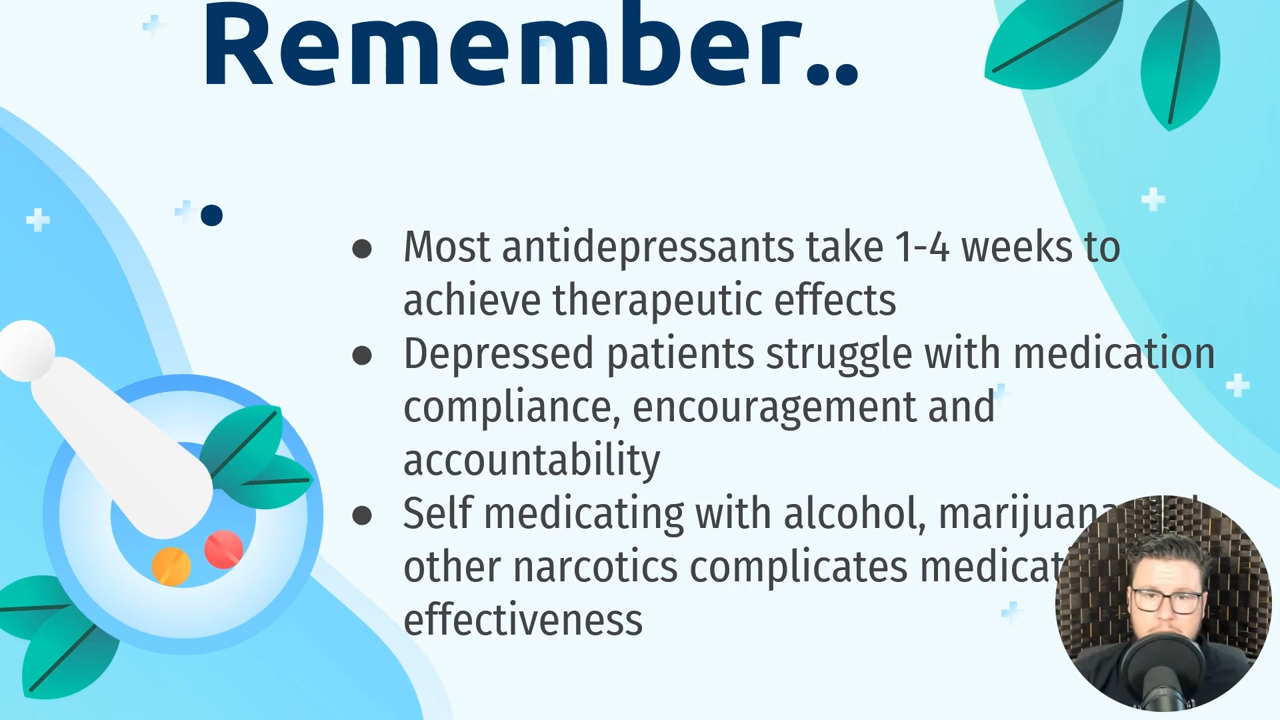 Remember..
● Most antidepressants take 1-4 weeks to
achieve therapeutic effects
● Depressed patients struggle with medication
compliance, encouragement and
accountability
● Self medicating with alcohol, marijuana
other narcotics complicates
effectiveness